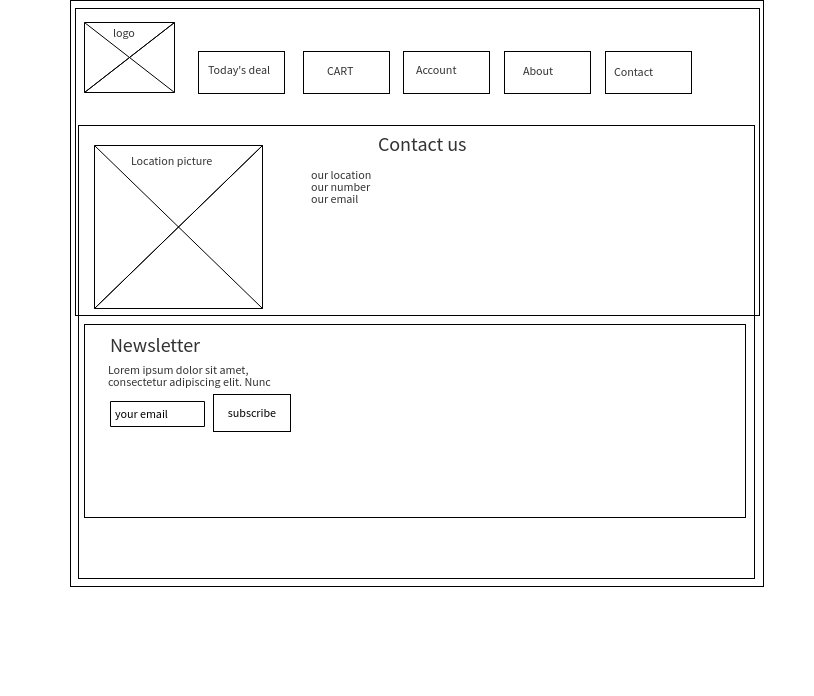 logo
Today's deal
CART
Account
About
Contact
Contact us
Location picture
our location
our number
our email
Newsletter
Lorem ipsum dolor sit amet,
consectetur adipiscing elit. Nunc
your email
subscribe